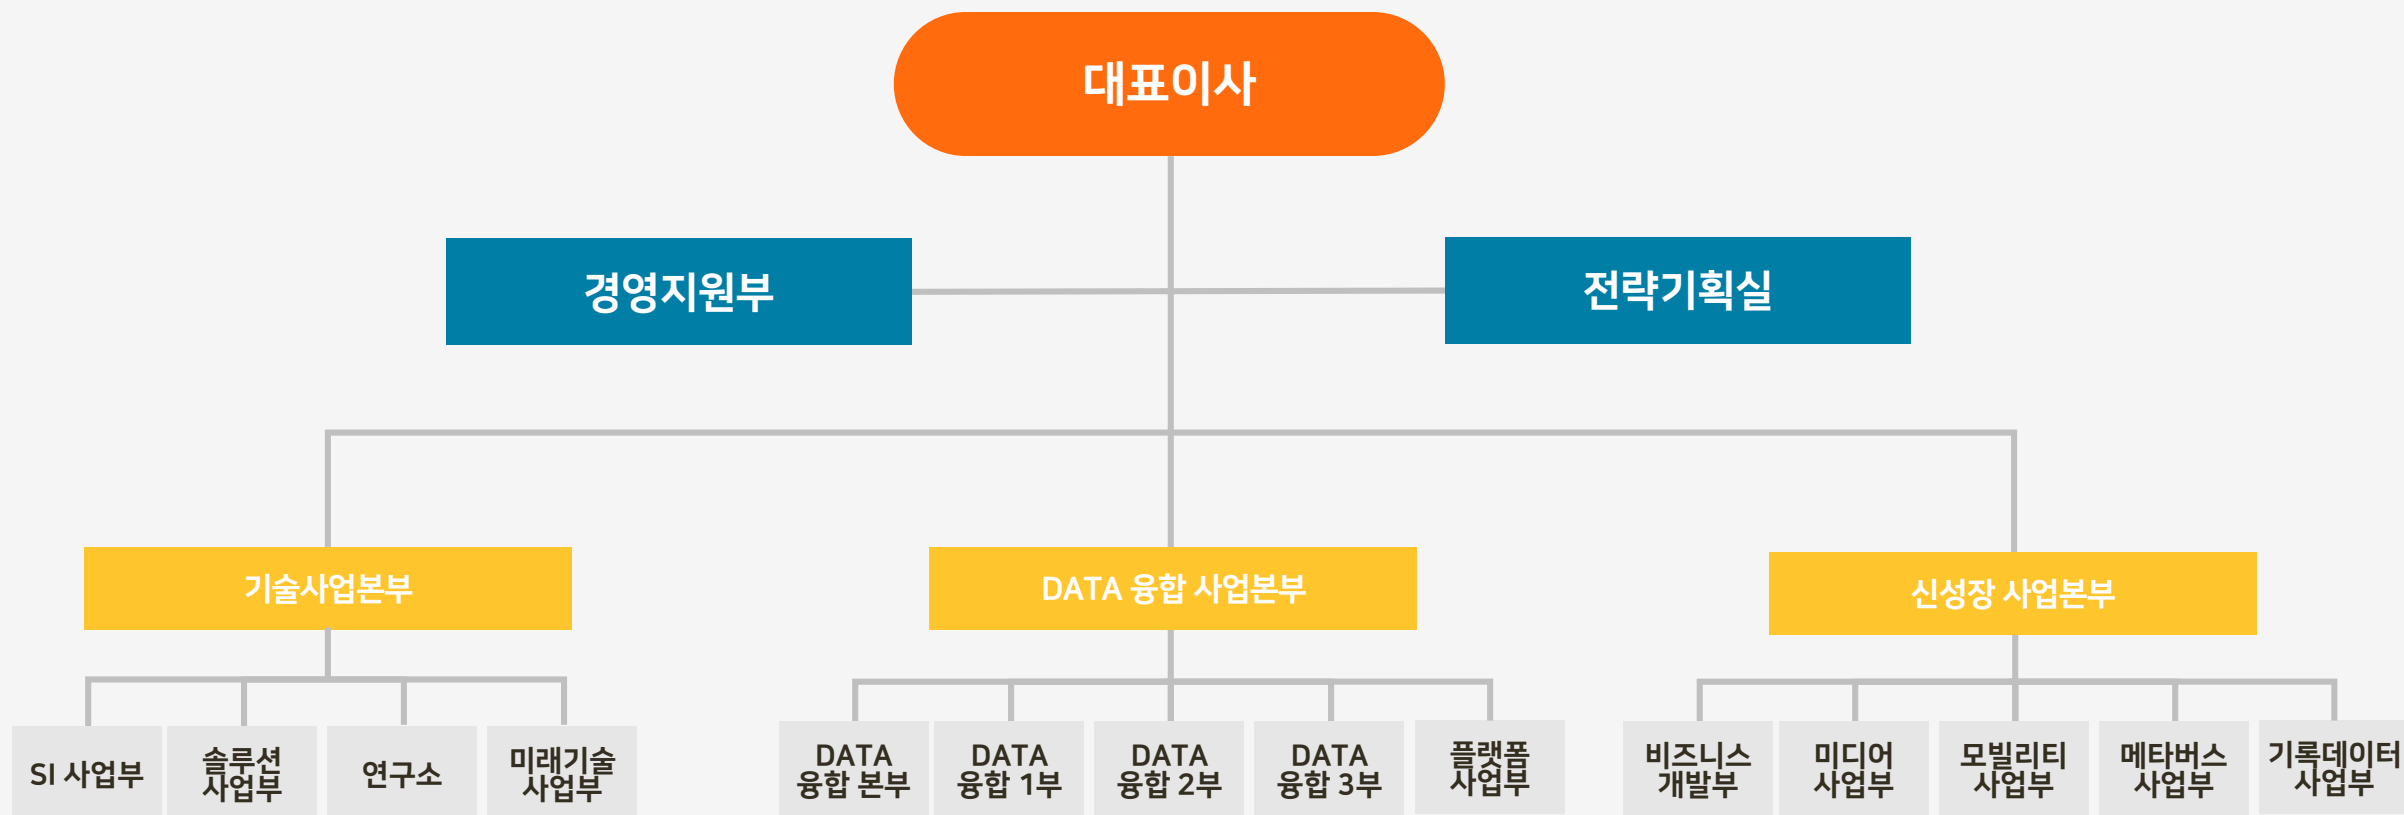 대표이사
경영지원부
전략기획실
기술사업본부
DATA 융합 사업본부
신성장 사업본부
SI 사업부
솔루션
사업부
연구소
미래기술
사업부
DATA
융합 본부
DATA
융합 1부
DATA
융합 2부
DATA
융합 3부
플랫폼
사업부
비즈니스
개발부
미디어
사업부
모빌리티
사업부
메타버스
사업부
기록데이터
사업부